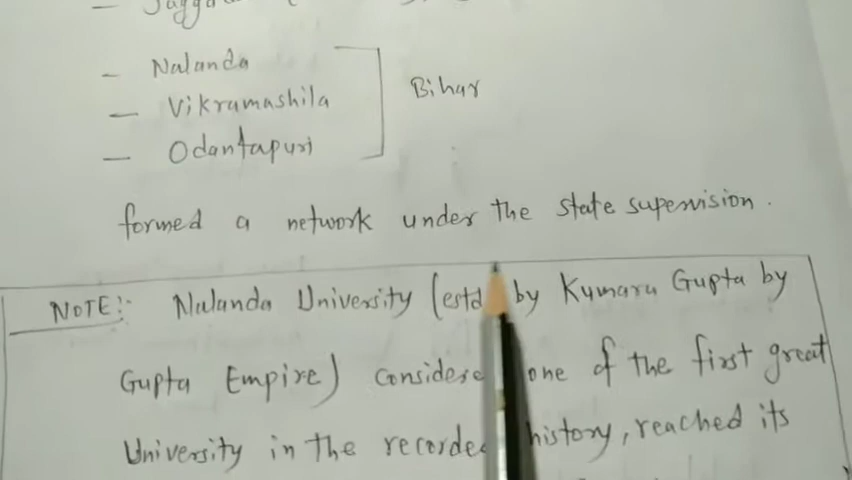 - Nalanda
- Vikramashila
Bihar
- Odantapuri
formed a network under the state supervision.
NOTE:- Nalanda University (estd by Kumara Gupta by
Gupta Empire) Considere one of the first great
University in the recorded history, reached its